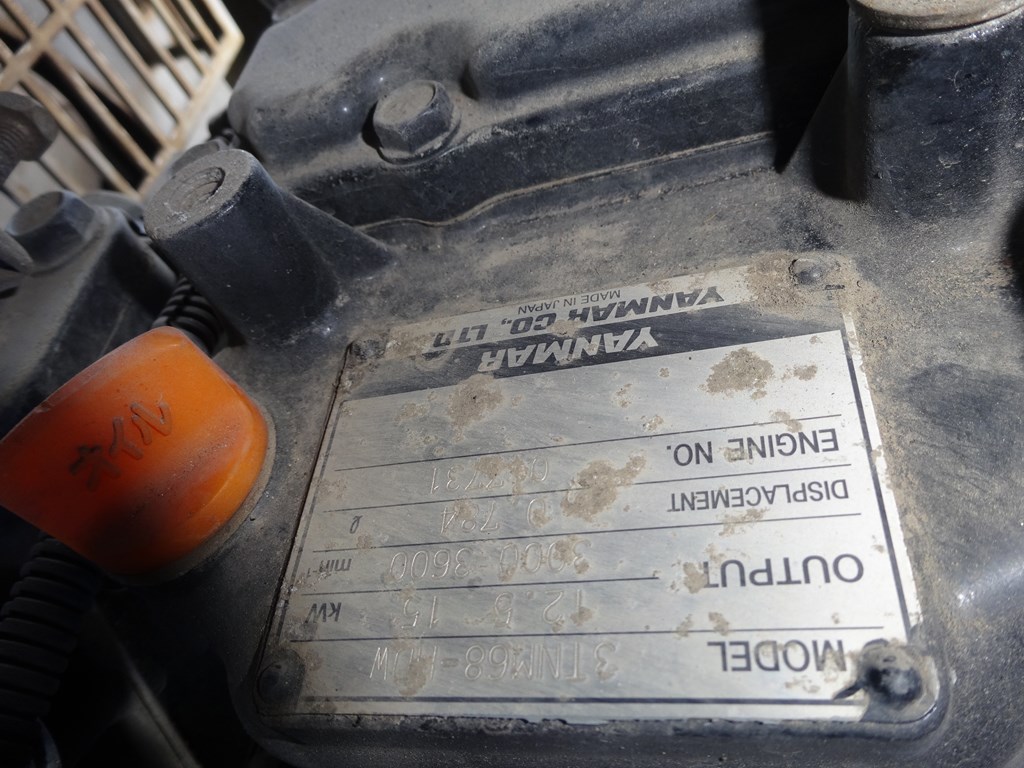 MODEL
OUTPUT 12.5 15 kW
3000 3600 min⁻¹
DISPLACEMENT 0.784 ℓ
ENGINE NO.
YANMAR
YANMAR CO., LTD.
MADE IN JAPAN